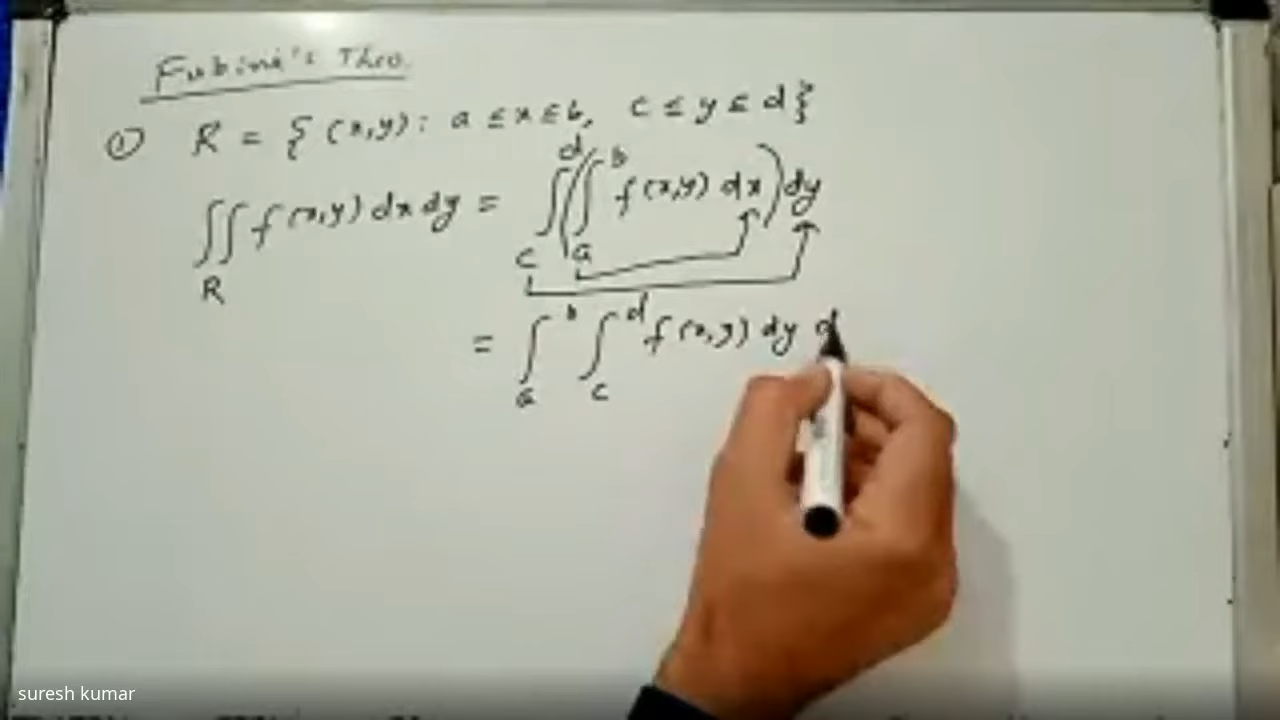 Fubini's Theo.
① R = { (x,y) : a ≤ x ≤ b, c ≤ y ≤ d }
∬_R f(x,y) dx dy = ∫_c^d ( ∫_a^b f(x,y) dx ) dy
= ∫_a^b ∫_c^d f(x,y) dy d
suresh kumar